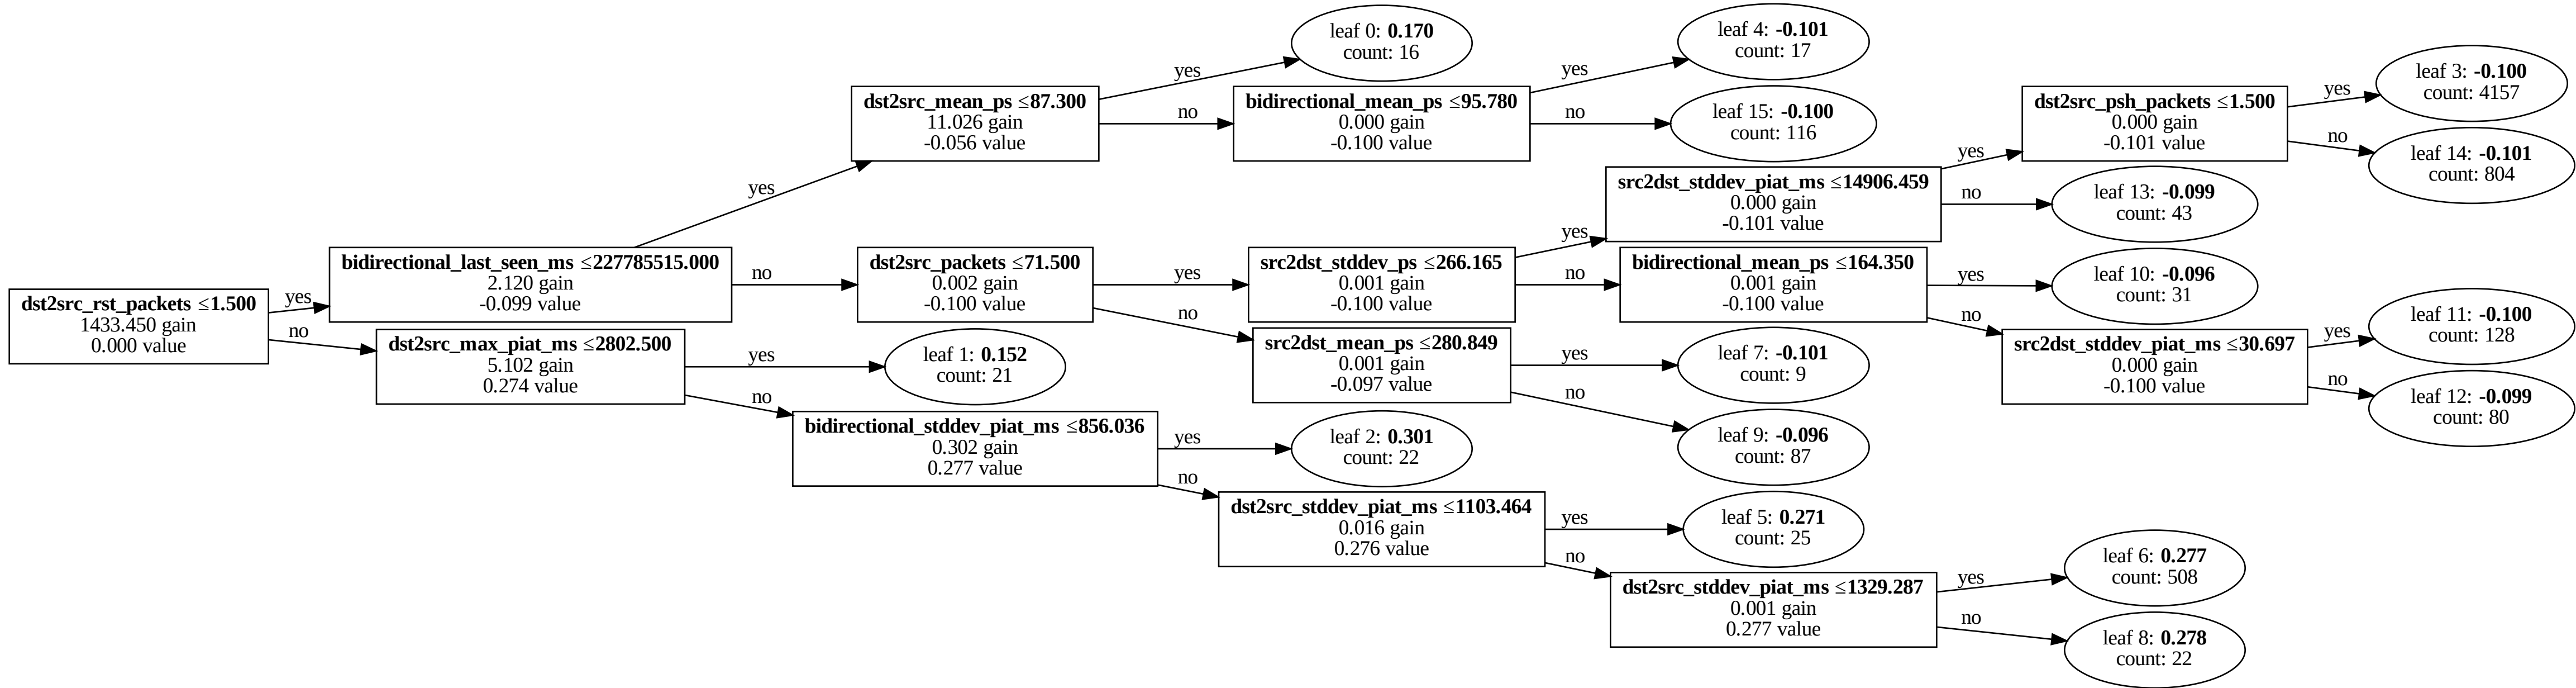 dst2src_rst_packets ≤1.500
1433.450 gain
0.000 value
yes
no
bidirectional_last_seen_ms ≤227785515.000
2.120 gain
-0.099 value
yes
no
dst2src_mean_ps ≤87.300
11.026 gain
-0.056 value
yes
no
leaf 0: 0.170
count: 16
bidirectional_mean_ps ≤95.780
0.000 gain
-0.100 value
yes
no
leaf 4: -0.101
count: 17
leaf 15: -0.100
count: 116
dst2src_packets ≤71.500
0.002 gain
-0.100 value
yes
no
src2dst_stddev_ps ≤266.165
0.001 gain
-0.100 value
yes
no
src2dst_stddev_piat_ms ≤14906.459
0.000 gain
-0.101 value
yes
no
dst2src_psh_packets ≤1.500
0.000 gain
-0.101 value
yes
no
leaf 3: -0.100
count: 4157
leaf 14: -0.101
count: 804
leaf 13: -0.099
count: 43
bidirectional_mean_ps ≤164.350
0.001 gain
-0.100 value
yes
no
leaf 10: -0.096
count: 31
src2dst_stddev_piat_ms ≤30.697
0.000 gain
-0.100 value
yes
no
leaf 11: -0.100
count: 128
leaf 12: -0.099
count: 80
src2dst_mean_ps ≤280.849
0.001 gain
-0.097 value
yes
no
leaf 7: -0.101
count: 9
leaf 9: -0.096
count: 87
dst2src_max_piat_ms ≤2802.500
5.102 gain
0.274 value
yes
no
leaf 1: 0.152
count: 21
bidirectional_stddev_piat_ms ≤856.036
0.302 gain
0.277 value
yes
no
leaf 2: 0.301
count: 22
dst2src_stddev_piat_ms ≤1103.464
0.016 gain
0.276 value
yes
no
leaf 5: 0.271
count: 25
dst2src_stddev_piat_ms ≤1329.287
0.001 gain
0.277 value
yes
no
leaf 6: 0.277
count: 508
leaf 8: 0.278
count: 22